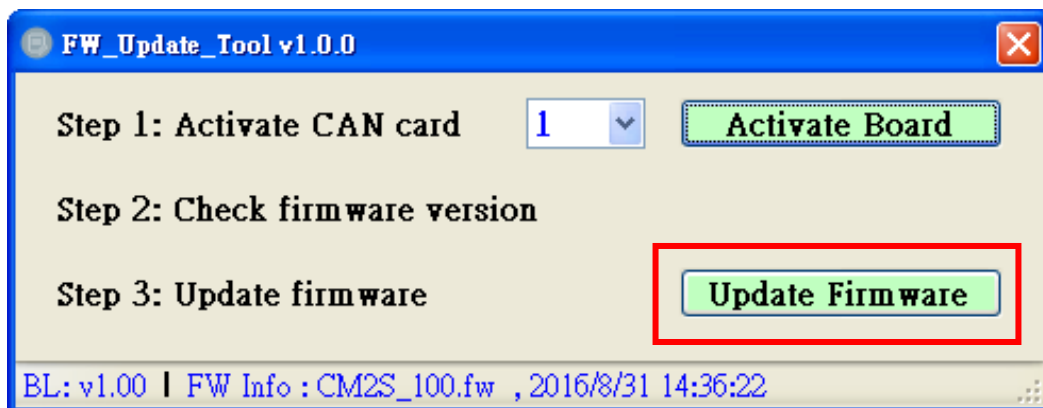 FW_Update_Tool v1.0.0
Step 1: Activate CAN card 1 Activate Board
Step 2: Check firmware version
Step 3: Update firmware Update Firmware
BL: v1.00 | FW Info : CM2S_100.fw , 2016/8/31 14:36:22